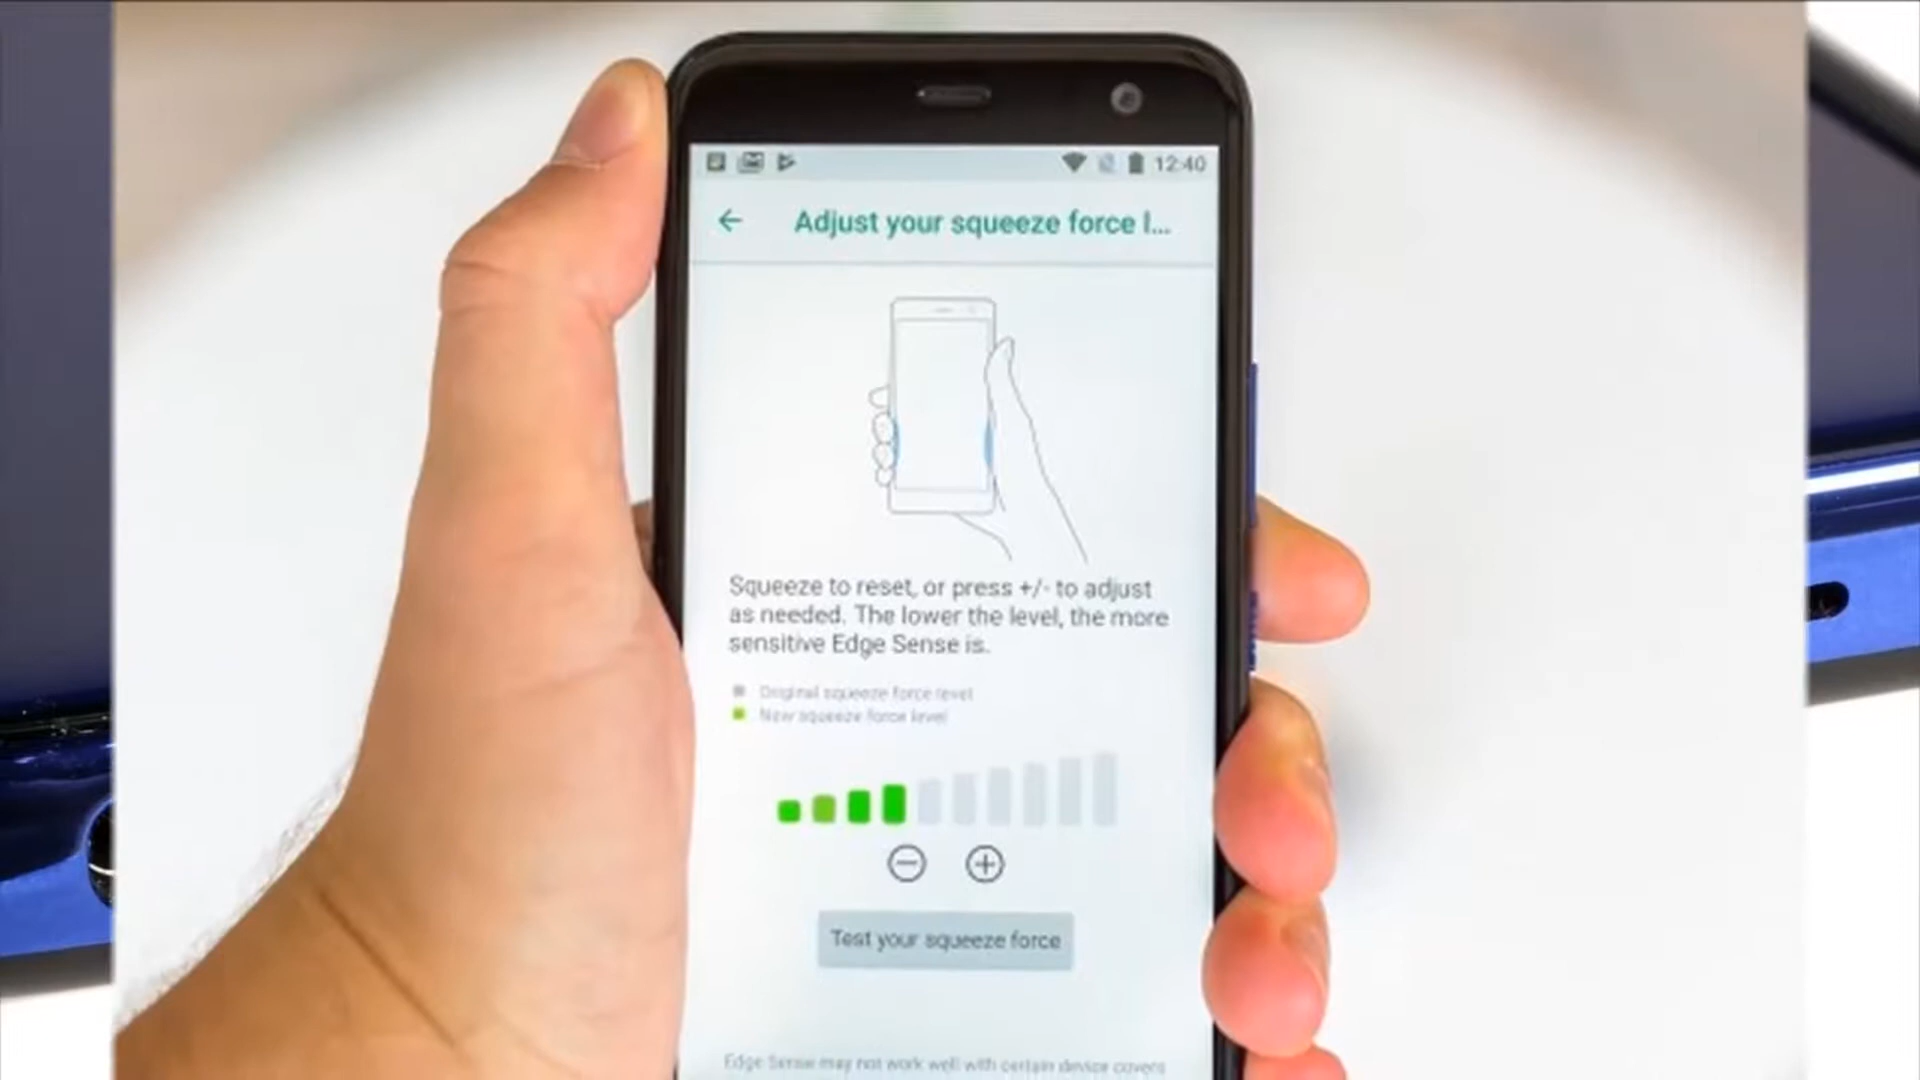 12:40
Adjust your squeeze force l...
Squeeze to reset, or press +/- to adjust
as needed. The lower the level, the more
sensitive Edge Sense is.
Original squeeze force level
New squeeze force level
Test your squeeze force
Edge Sense may not work well with certain device covers